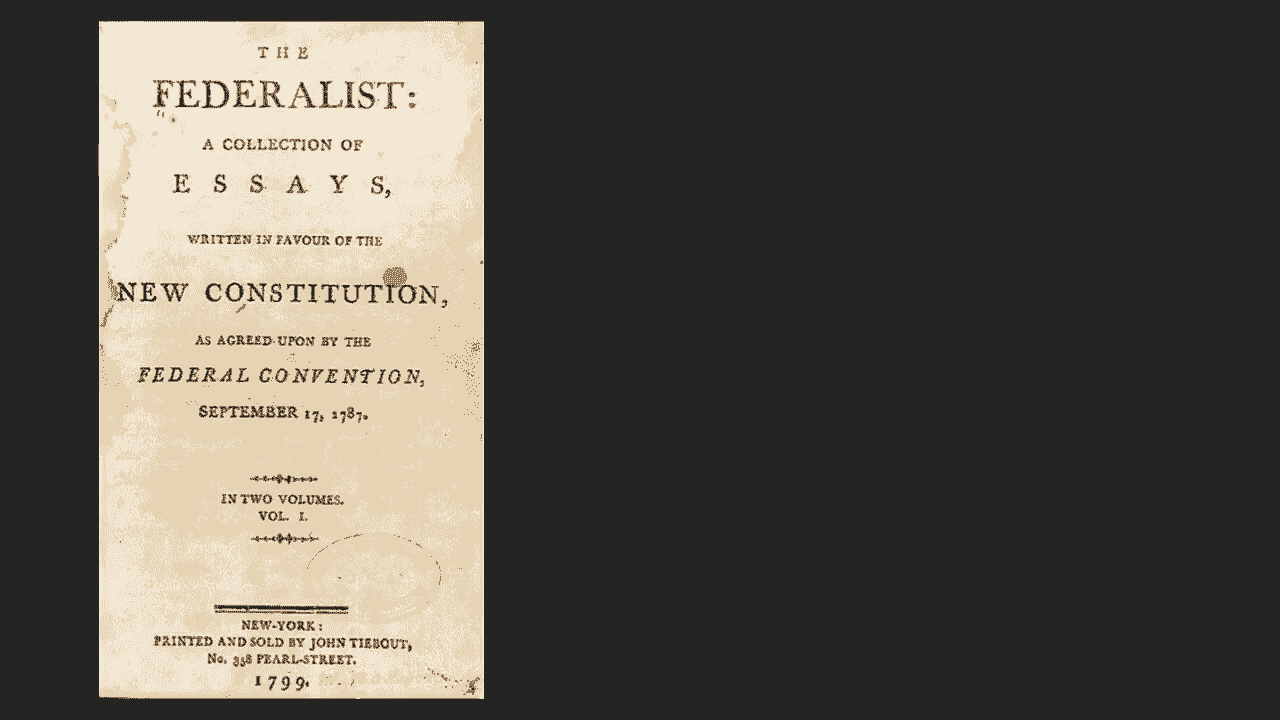 THE
FEDERALIST:
A COLLECTION OF
ESSAYS,
WRITTEN IN FAVOUR OF THE
NEW CONSTITUTION,
AS AGREED UPON BY THE
FEDERAL CONVENTION,
SEPTEMBER 17, 1787.
IN TWO VOLUMES.
VOL. I.
NEW-YORK:
PRINTED AND SOLD BY JOHN TIEBOUT,
No. 358 PEARL-STREET.
1799.